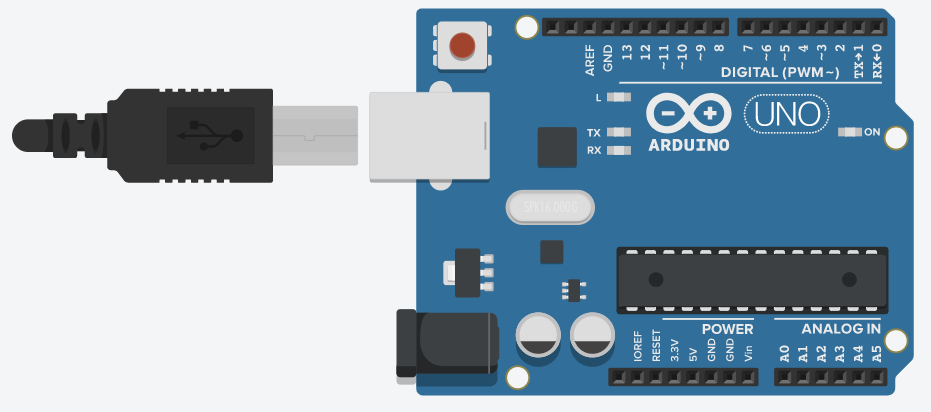 AREF
GND
13
12
~11
~10
~9
8
7
~6
~5
4
~3
2
TX→1
RX←0
DIGITAL (PWM~)
L
TX
RX
ARDUINO
UNO
ON
SPK16.000G
POWER
ANALOG IN
IOREF
RESET
3.3V
5V
GND
GND
Vin
A0
A1
A2
A3
A4
A5